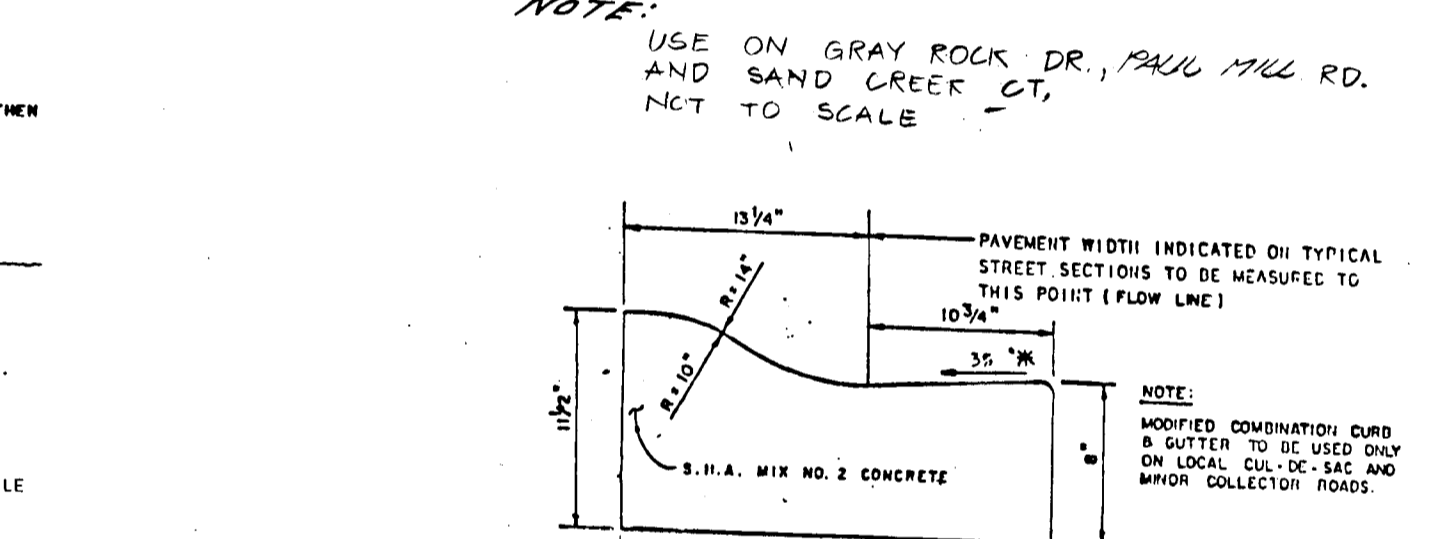 NOTE:
USE ON GRAY ROCK DR., PAUL MILL RD.
AND SAND CREEK CT,
NOT TO SCALE
THEN
13 1/4"
PAVEMENT WIDTH INDICATED ON TYPICAL
STREET SECTIONS TO BE MEASURED TO
THIS POINT (FLOW LINE)
R = 14"
10 3/4"
3% *
R = 10"
11 1/2"
8"
NOTE:
MODIFIED COMBINATION CURB
& GUTTER TO BE USED ONLY
ON LOCAL CUL-DE-SAC AND
MINOR COLLECTOR ROADS.
S.H.A. MIX NO. 2 CONCRETE
LE